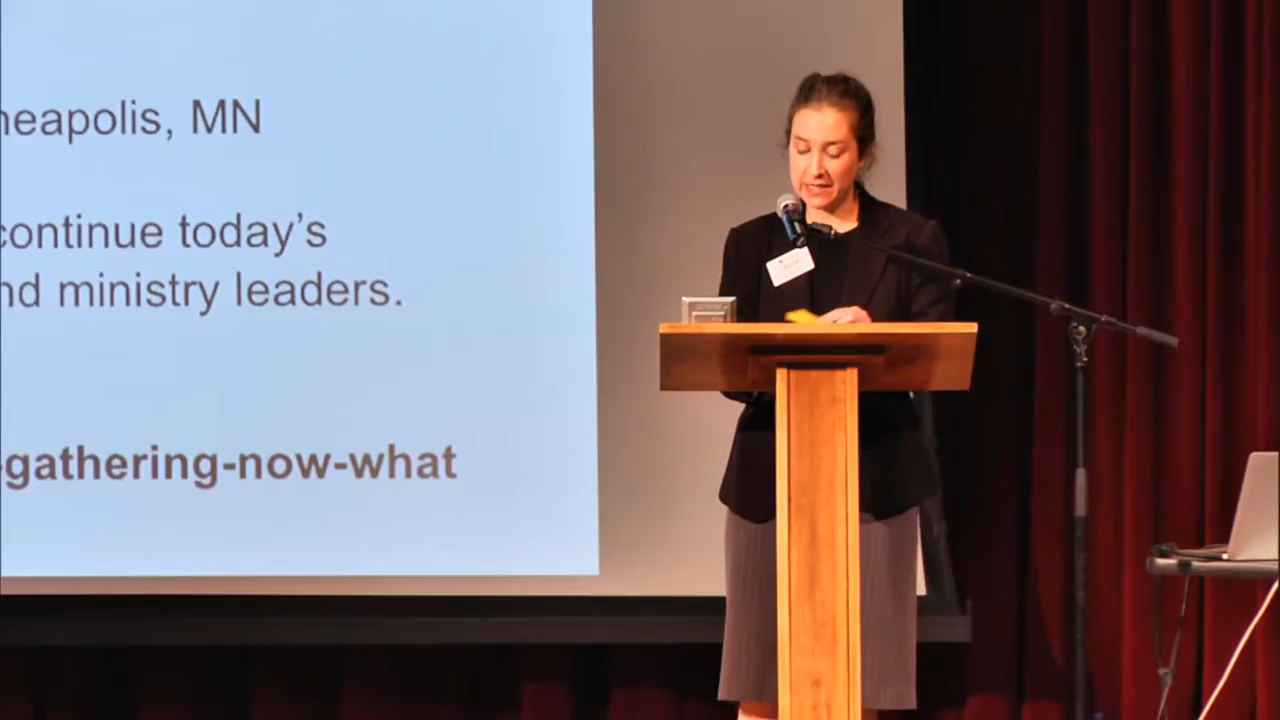 neapolis, MN
continue today's
nd ministry leaders.
-gathering-now-what